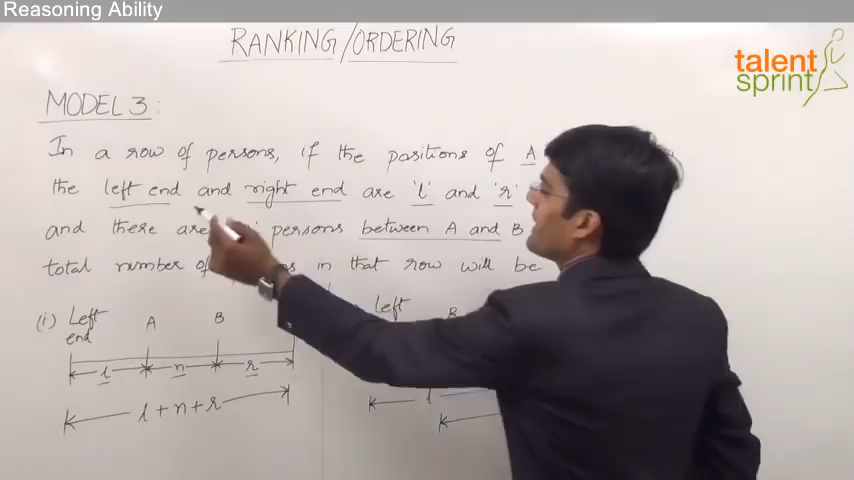 Reasoning Ability
RANKING/ORDERING
talent
sprint
MODEL 3:
In a row of persons, if the positions of A
the left end and right end are 'l' and 'r'
and there are persons between A and B
total number of in that row will be
(i) Left end A B
l n r
l+n+r
left
B
l